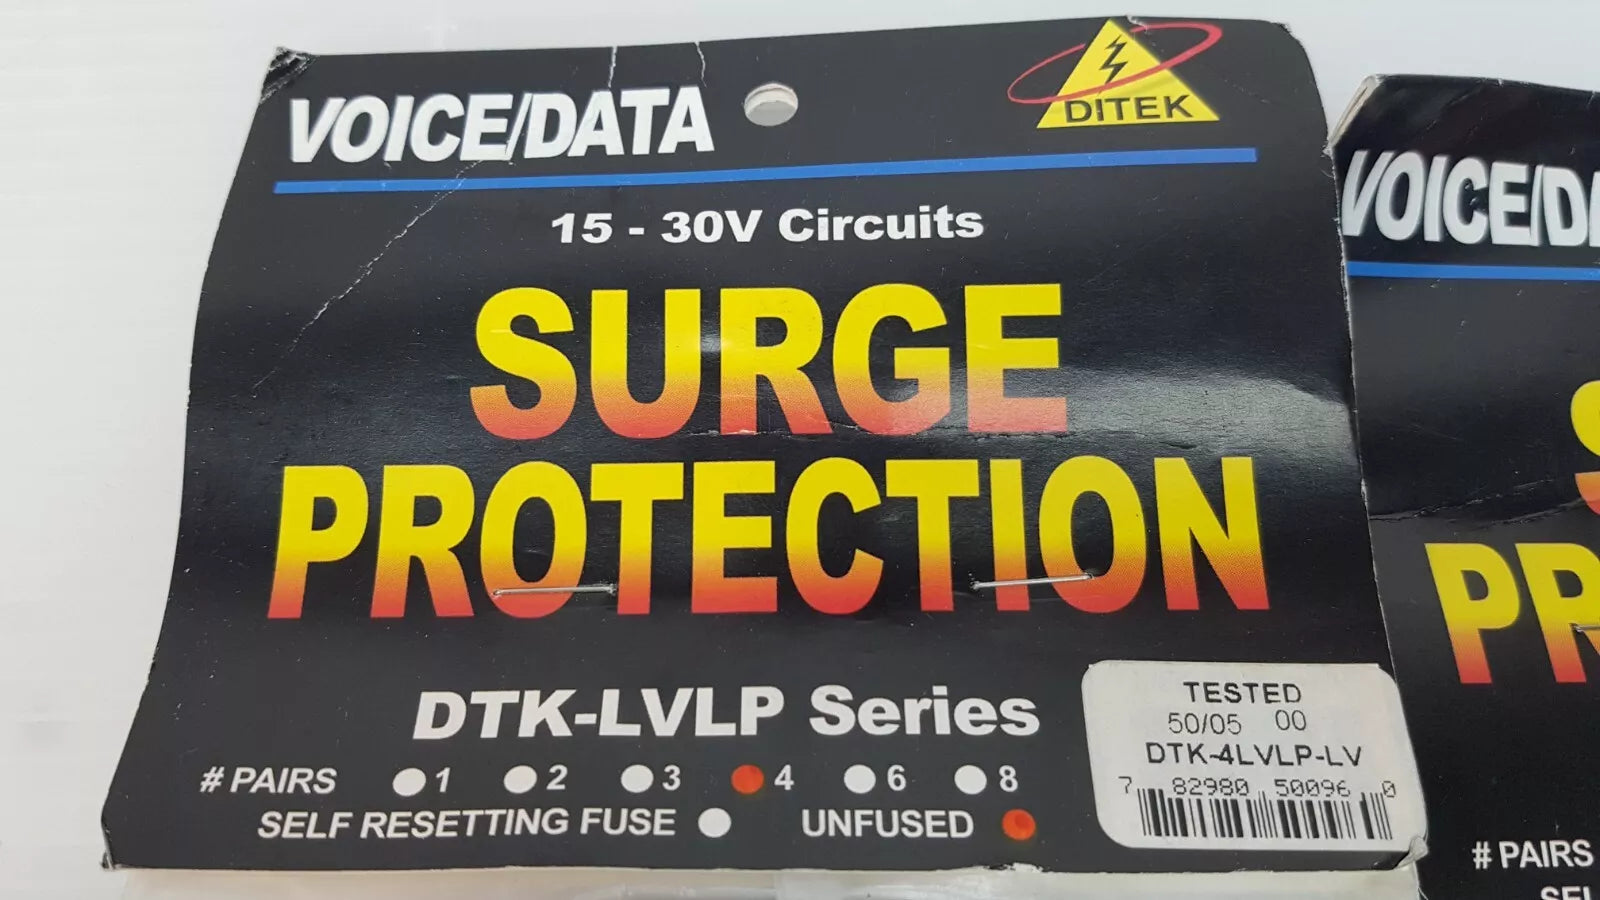 VOICE/DATA
DITEK
15 - 30V Circuits
SURGE
PROTECTION
DTK-LVLP Series
# PAIRS 1 2 3 4 6 8
SELF RESETTING FUSE UNFUSED
TESTED
50/05 00
DTK-4LVLP-LV
7 82980 50096 0
VOICE/D
PR
# PAIRS